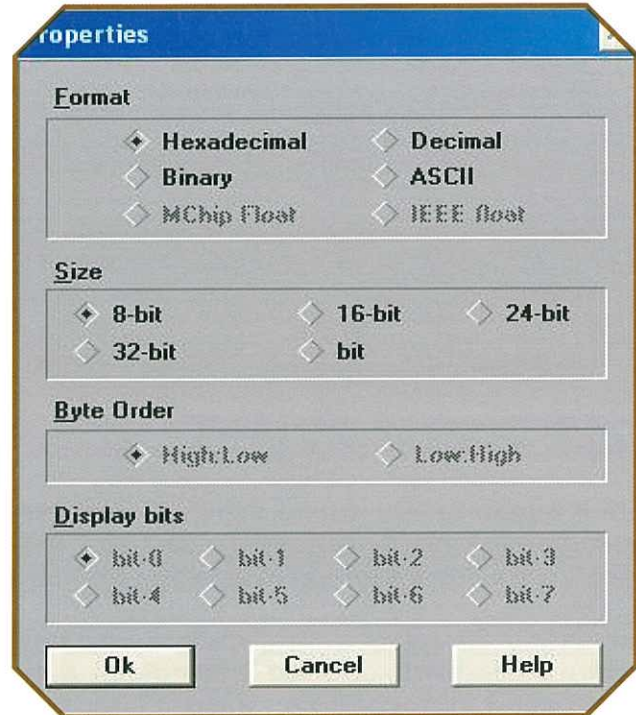 roperties
Format
Hexadecimal Decimal
Binary ASCII
MChip Float IEEE float
Size
8-bit 16-bit 24-bit
32-bit bit
Byte Order
High:Low Low:High
Display bits
bit-0 bit-1 bit-2 bit-3
bit-4 bit-5 bit-6 bit-7
Ok Cancel Help